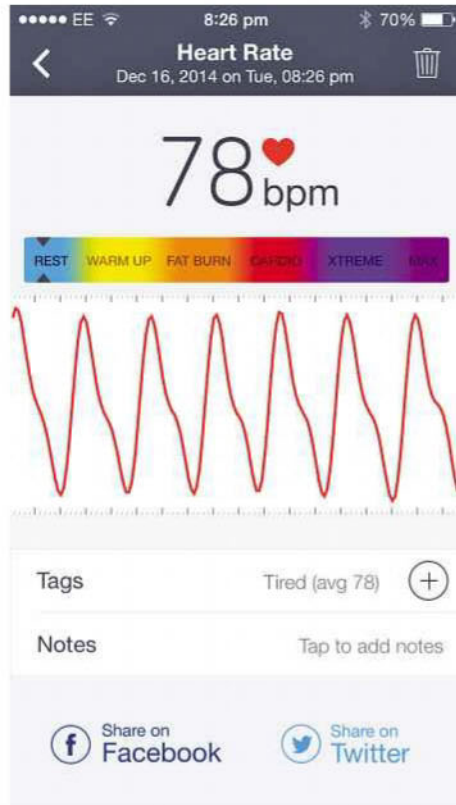 EE 8:26 pm 70%
Heart Rate
Dec 16, 2014 on Tue, 08:26 pm
78 bpm
REST WARM UP FAT BURN CARDIO XTREME MAX
Tags Tired (avg 78)
Notes Tap to add notes
Share on
Facebook
Share on
Twitter